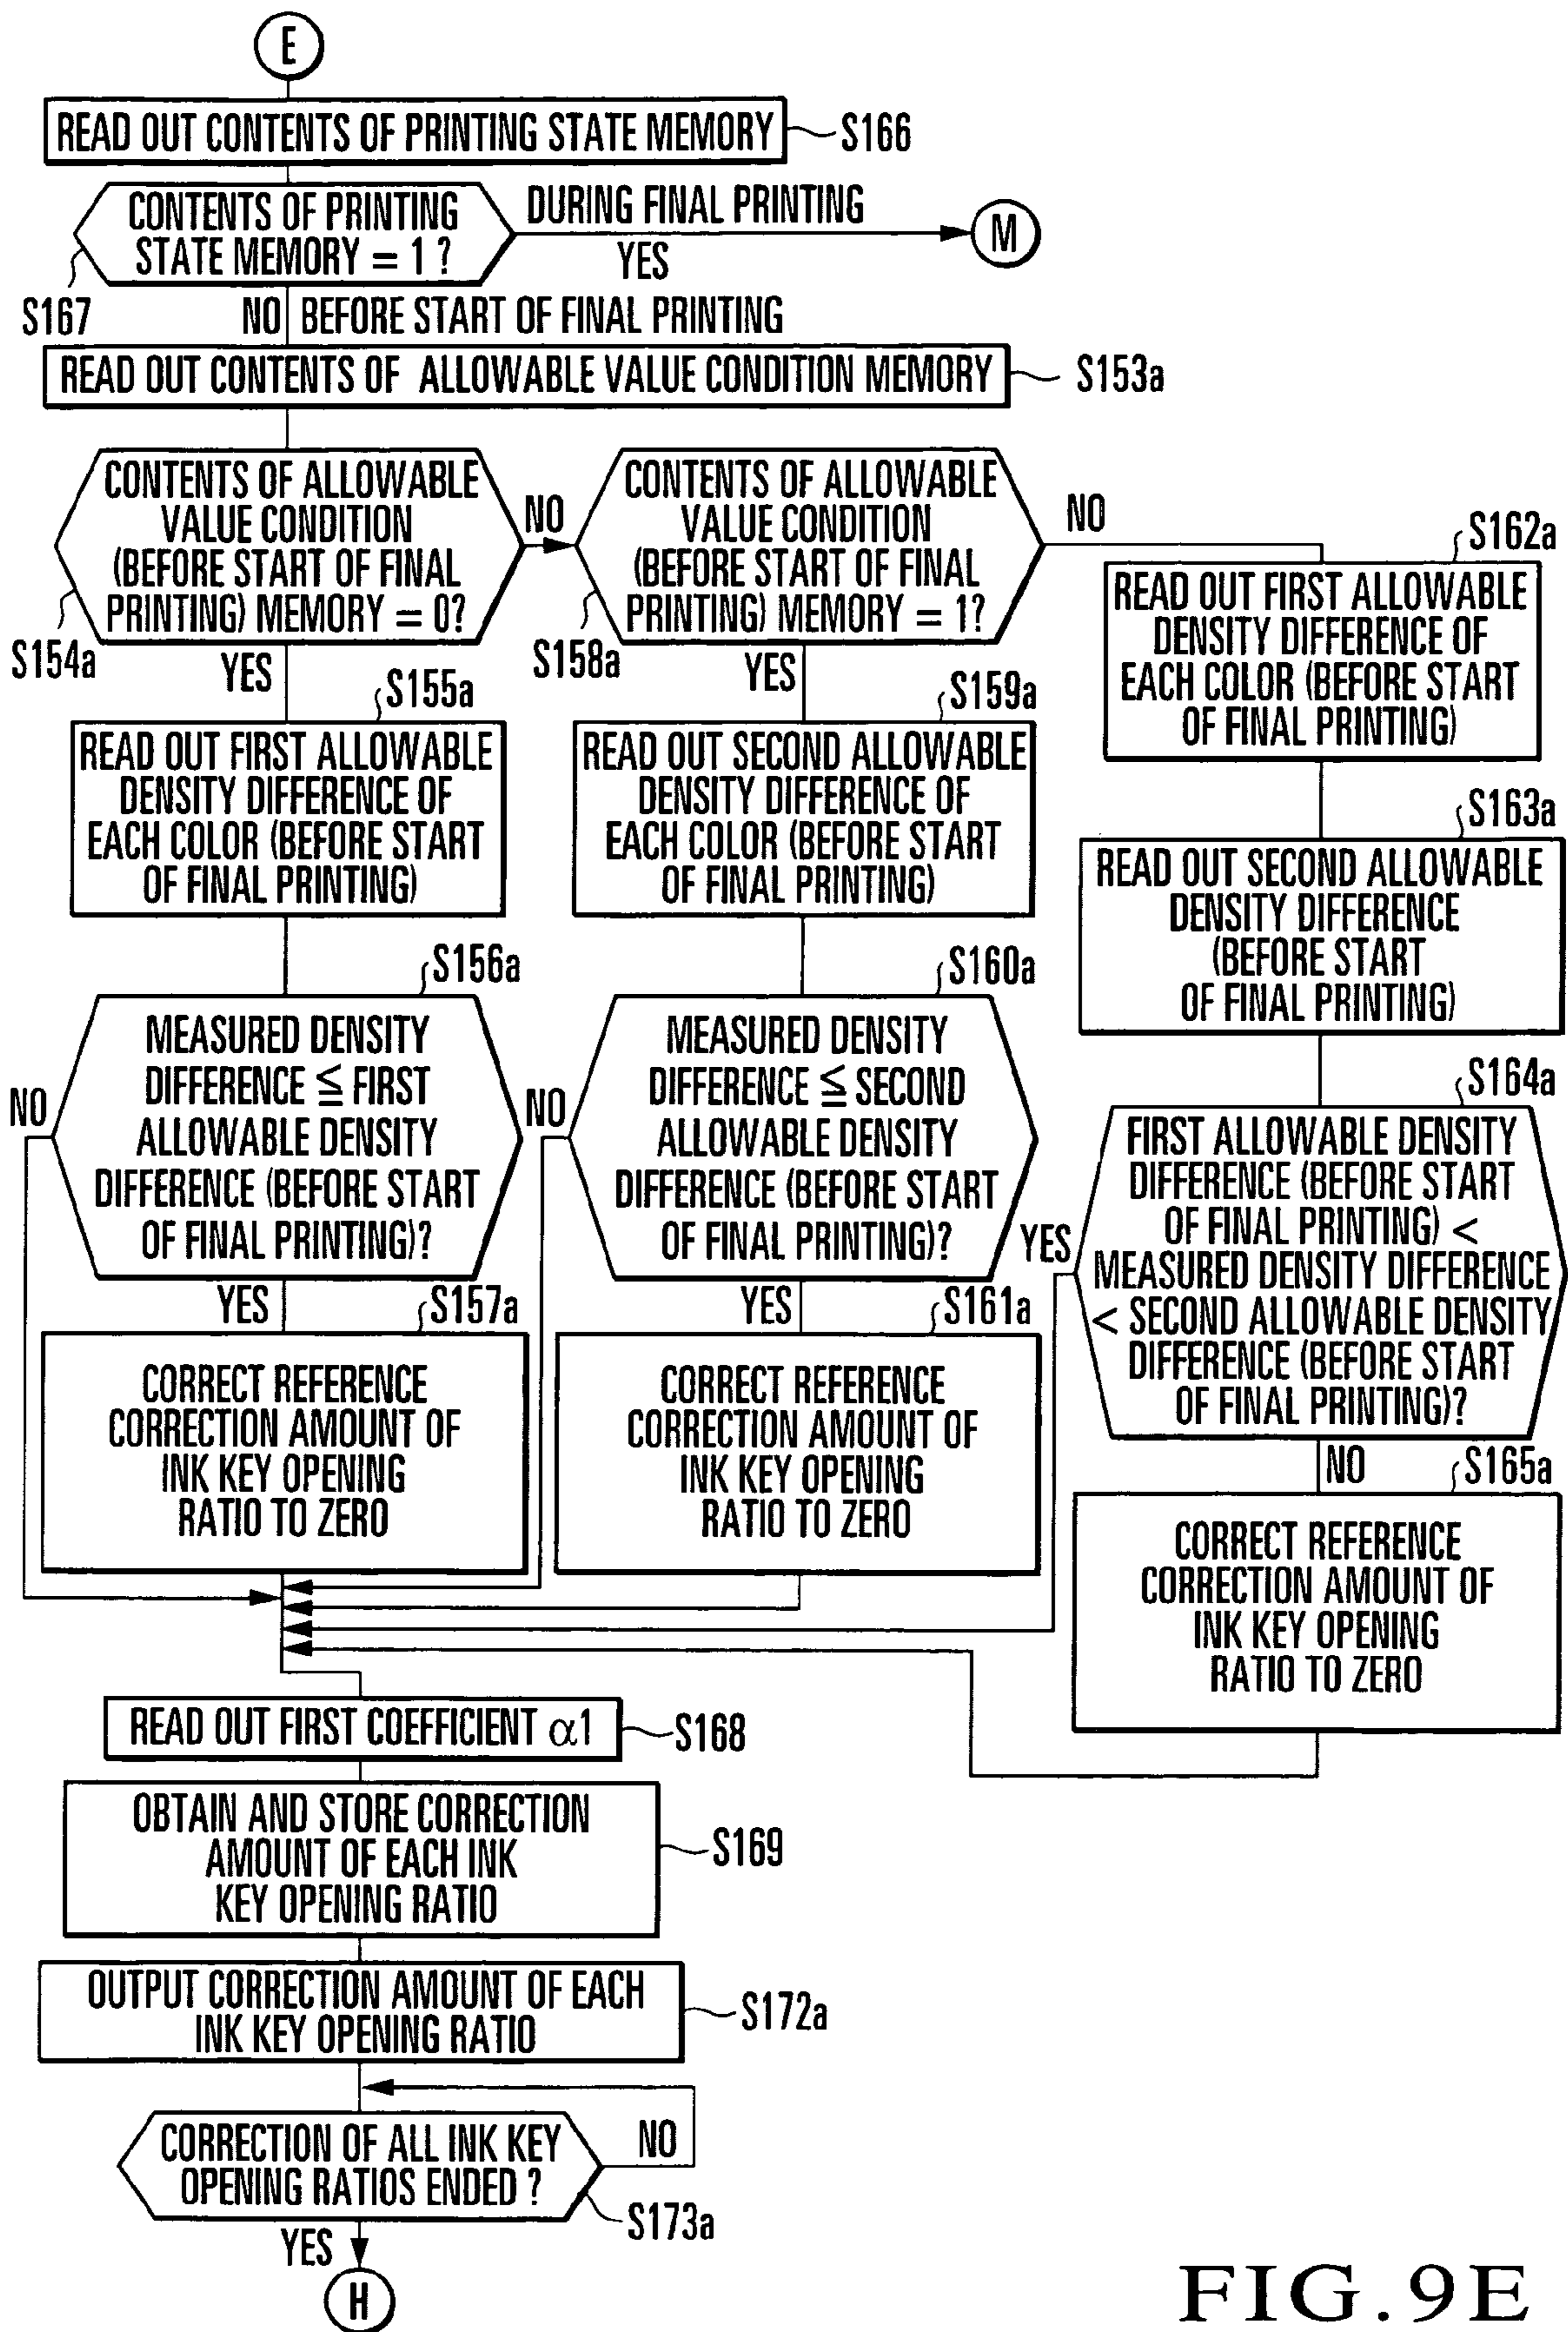 E
READ OUT CONTENTS OF PRINTING STATE MEMORY
S166
CONTENTS OF PRINTING
STATE MEMORY = 1 ?
DURING FINAL PRINTING
YES
M
S167
NO
BEFORE START OF FINAL PRINTING
READ OUT CONTENTS OF ALLOWABLE VALUE CONDITION MEMORY
S153a
CONTENTS OF ALLOWABLE
VALUE CONDITION
(BEFORE START OF FINAL
PRINTING) MEMORY = 0?
S154a
NO
YES
CONTENTS OF ALLOWABLE
VALUE CONDITION
(BEFORE START OF FINAL
PRINTING) MEMORY = 1?
S158a
NO
YES
S162a
READ OUT FIRST ALLOWABLE
DENSITY DIFFERENCE OF
EACH COLOR (BEFORE START
OF FINAL PRINTING)
S155a
READ OUT FIRST ALLOWABLE
DENSITY DIFFERENCE OF
EACH COLOR (BEFORE START
OF FINAL PRINTING)
S159a
READ OUT SECOND ALLOWABLE
DENSITY DIFFERENCE OF
EACH COLOR (BEFORE START
OF FINAL PRINTING)
S163a
READ OUT SECOND ALLOWABLE
DENSITY DIFFERENCE
(BEFORE START
OF FINAL PRINTING)
S156a
MEASURED DENSITY
DIFFERENCE ≦ FIRST
ALLOWABLE DENSITY
DIFFERENCE (BEFORE START
OF FINAL PRINTING)?
NO
YES
S160a
MEASURED DENSITY
DIFFERENCE ≦ SECOND
ALLOWABLE DENSITY
DIFFERENCE (BEFORE START
OF FINAL PRINTING)?
NO
YES
S164a
FIRST ALLOWABLE DENSITY
DIFFERENCE (BEFORE START
OF FINAL PRINTING) <
MEASURED DENSITY DIFFERENCE
< SECOND ALLOWABLE DENSITY
DIFFERENCE (BEFORE START
OF FINAL PRINTING)?
YES
NO
S157a
CORRECT REFERENCE
CORRECTION AMOUNT OF
INK KEY OPENING
RATIO TO ZERO
S161a
CORRECT REFERENCE
CORRECTION AMOUNT OF
INK KEY OPENING
RATIO TO ZERO
S165a
CORRECT REFERENCE
CORRECTION AMOUNT OF
INK KEY OPENING
RATIO TO ZERO
READ OUT FIRST COEFFICIENT α1
S168
OBTAIN AND STORE CORRECTION
AMOUNT OF EACH INK
KEY OPENING RATIO
S169
OUTPUT CORRECTION AMOUNT OF EACH
INK KEY OPENING RATIO
S172a
CORRECTION OF ALL INK KEY
OPENING RATIOS ENDED ?
NO
S173a
YES
H
FIG.9E